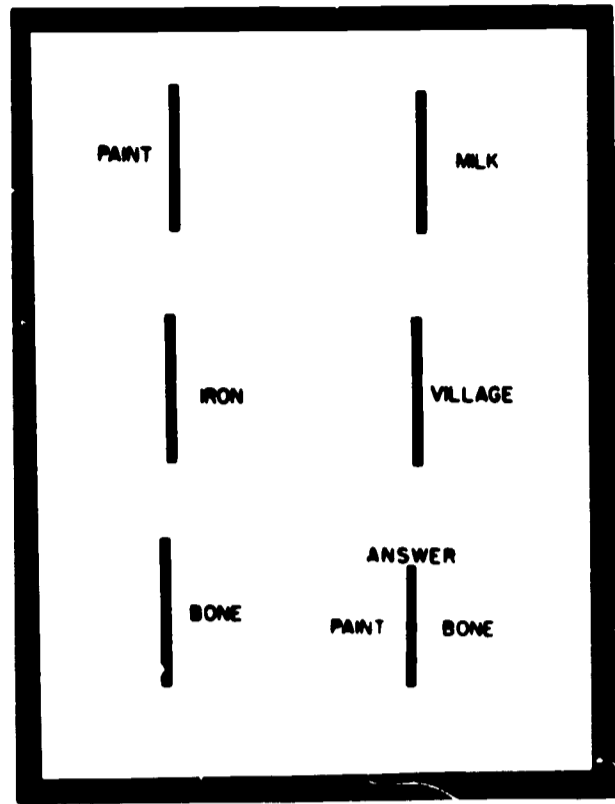 PAINT
MILK
IRON
VILLAGE
BONE
ANSWER
PAINT BONE